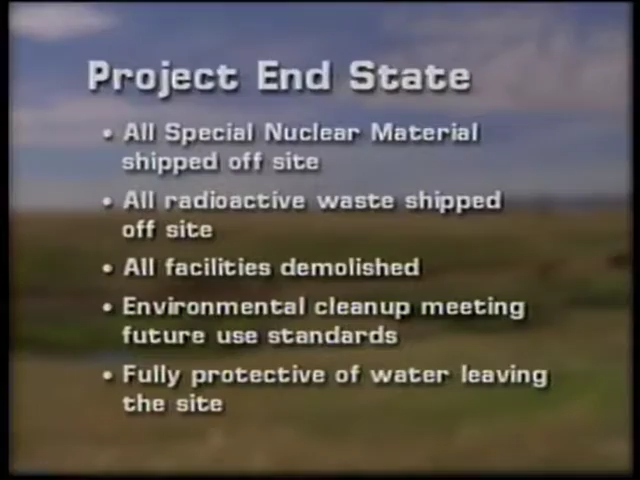 Project End State
• All Special Nuclear Material
shipped off site
• All radioactive waste shipped
off site
• All facilities demolished
• Environmental cleanup meeting
future use standards
• Fully protective of water leaving
the site